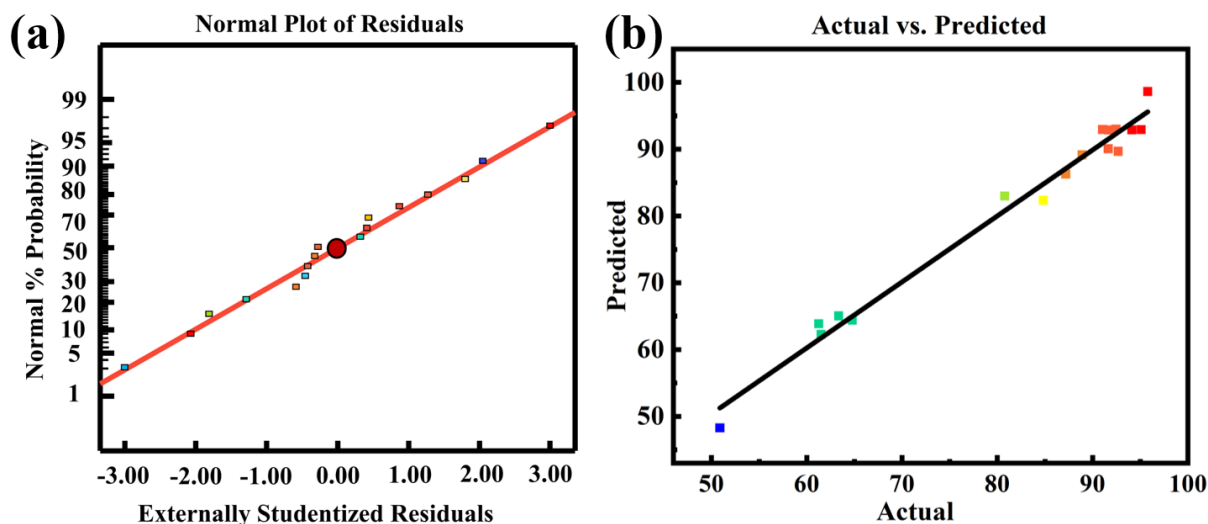 (a)
Normal Plot of Residuals
Normal % Probability
99
95
90
80
70
50
30
20
10
5
1
-3.00 -2.00 -1.00 0.00 1.00 2.00 3.00
Externally Studentized Residuals
(b)
Actual vs. Predicted
Predicted
100
90
80
70
60
50
50 60 70 80 90 100
Actual